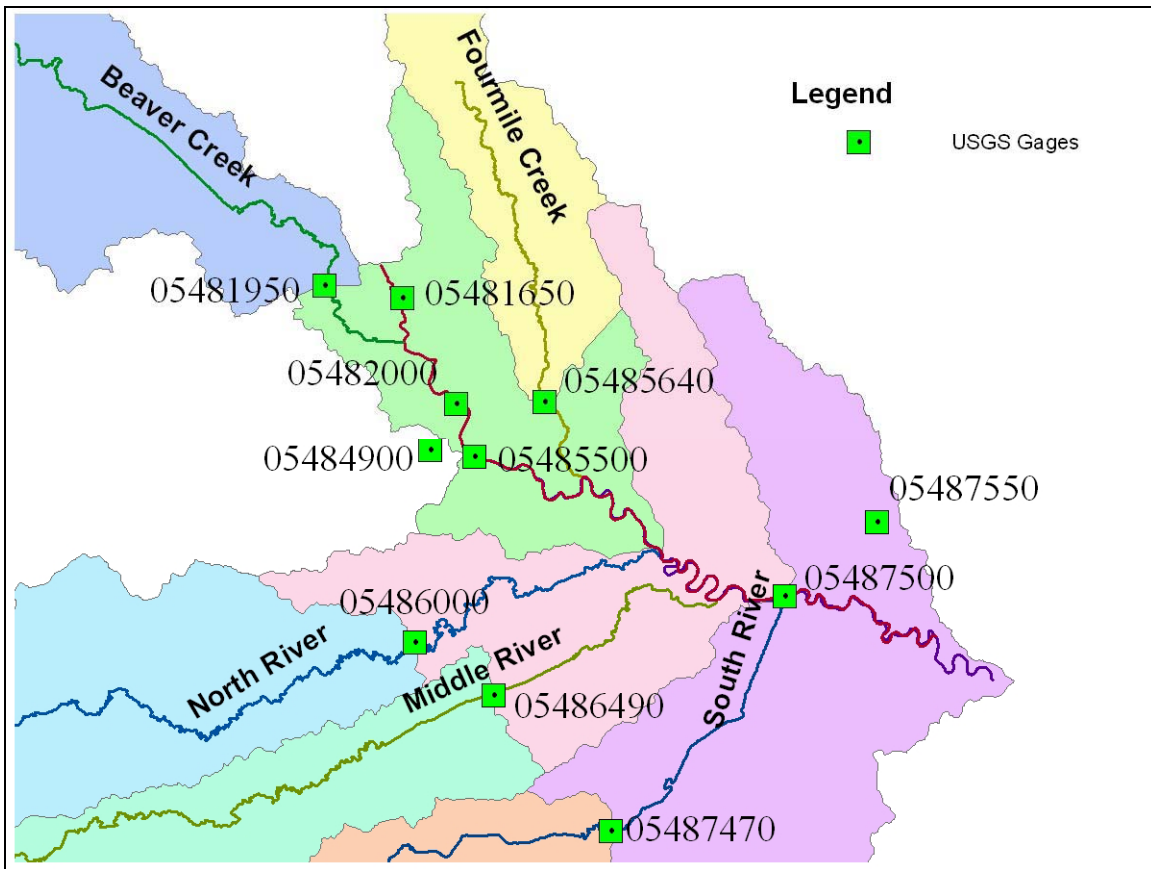 Beaver Creek
Fourmile Creek
Legend
USGS Gages
05481950
05481650
05482000
05485640
05484900
05485500
05487550
05487500
05486000
North River
Middle River
South River
05486490
05487470